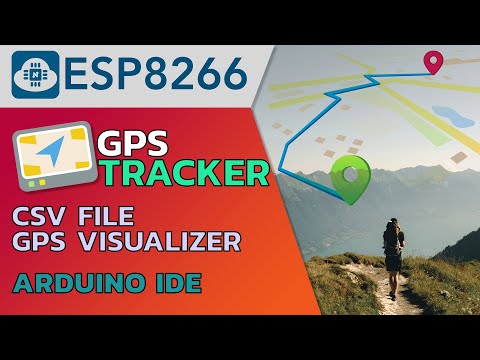 ESP8266
GPS
TRACKER
CSV FILE
GPS VISUALIZER
ARDUINO IDE